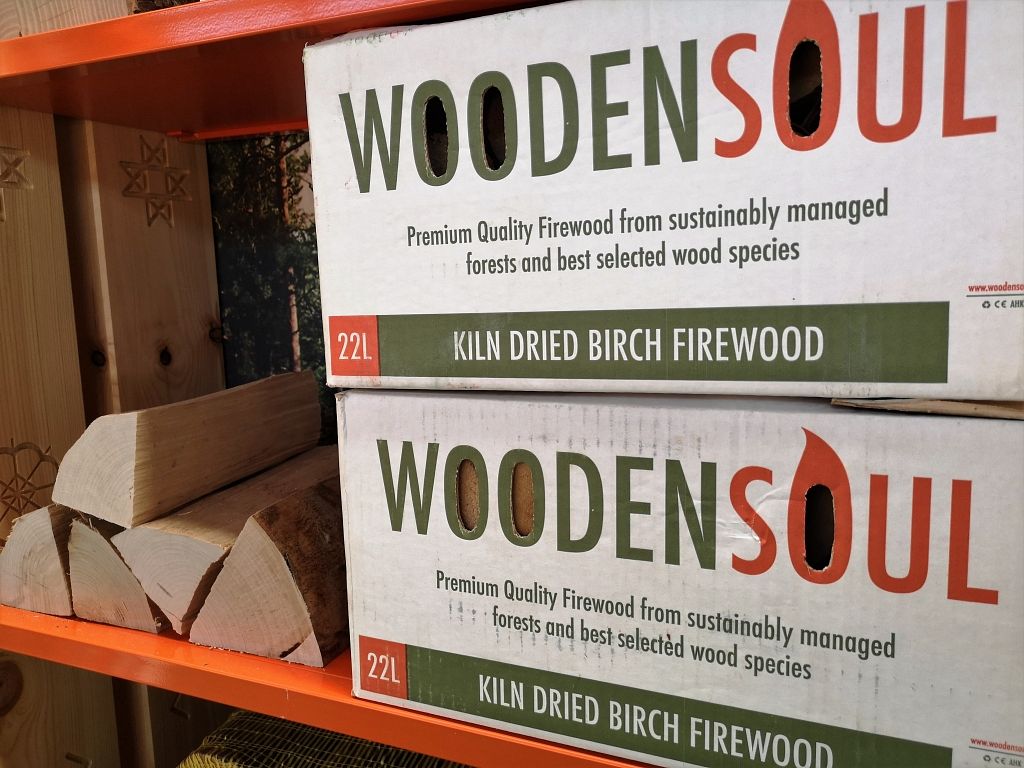 WOODENSOUL
Premium Quality Firewood from sustainably managed
forests and best selected wood species
22L KILN DRIED BIRCH FIREWOOD
WOODENSOUL
Premium Quality Firewood from sustainably managed
forests and best selected wood species
22L KILN DRIED BIRCH FIREWOOD